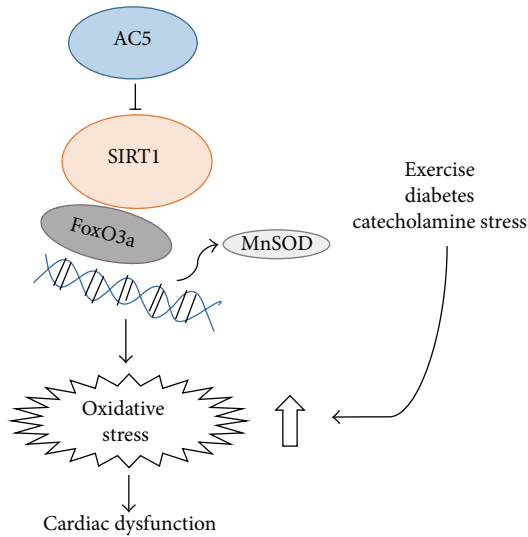 AC5
SIRT1
FoxO3a
MnSOD
Exercise
diabetes
catecholamine stress
Oxidative
stress
Cardiac dysfunction